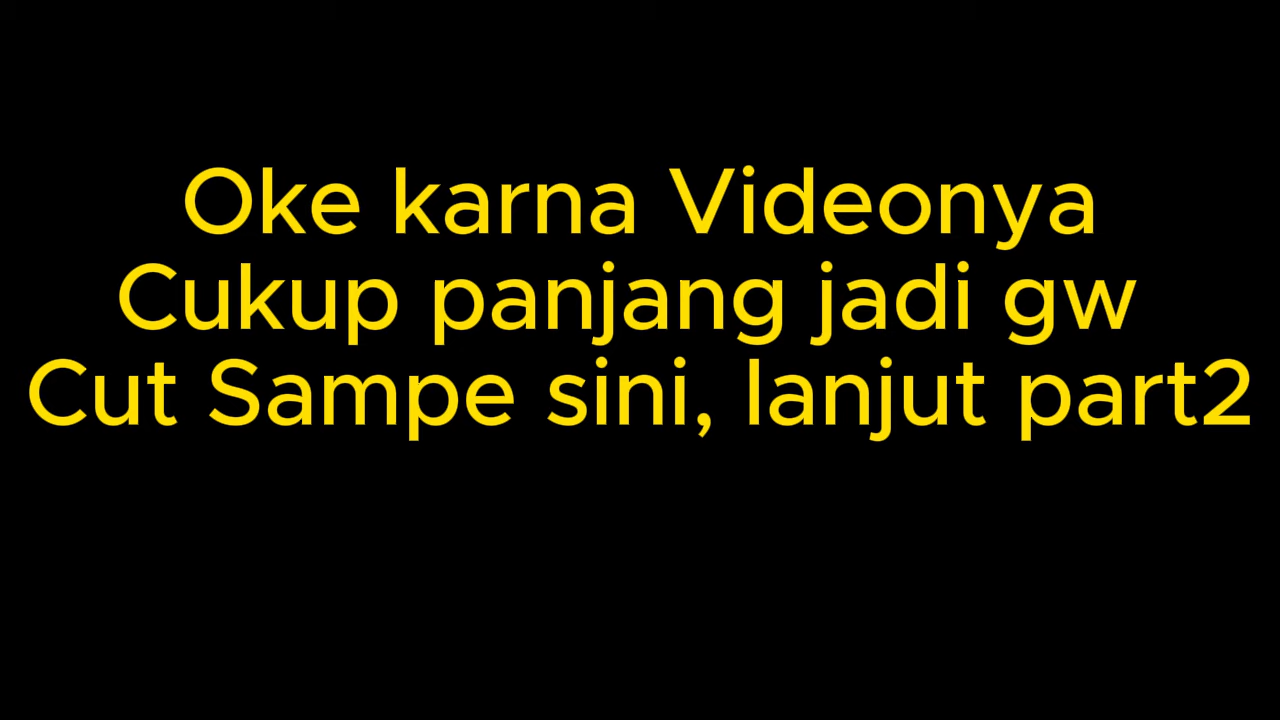 Oke karna Videonya
Cukup panjang jadi gw
Cut Sampe sini, lanjut part2